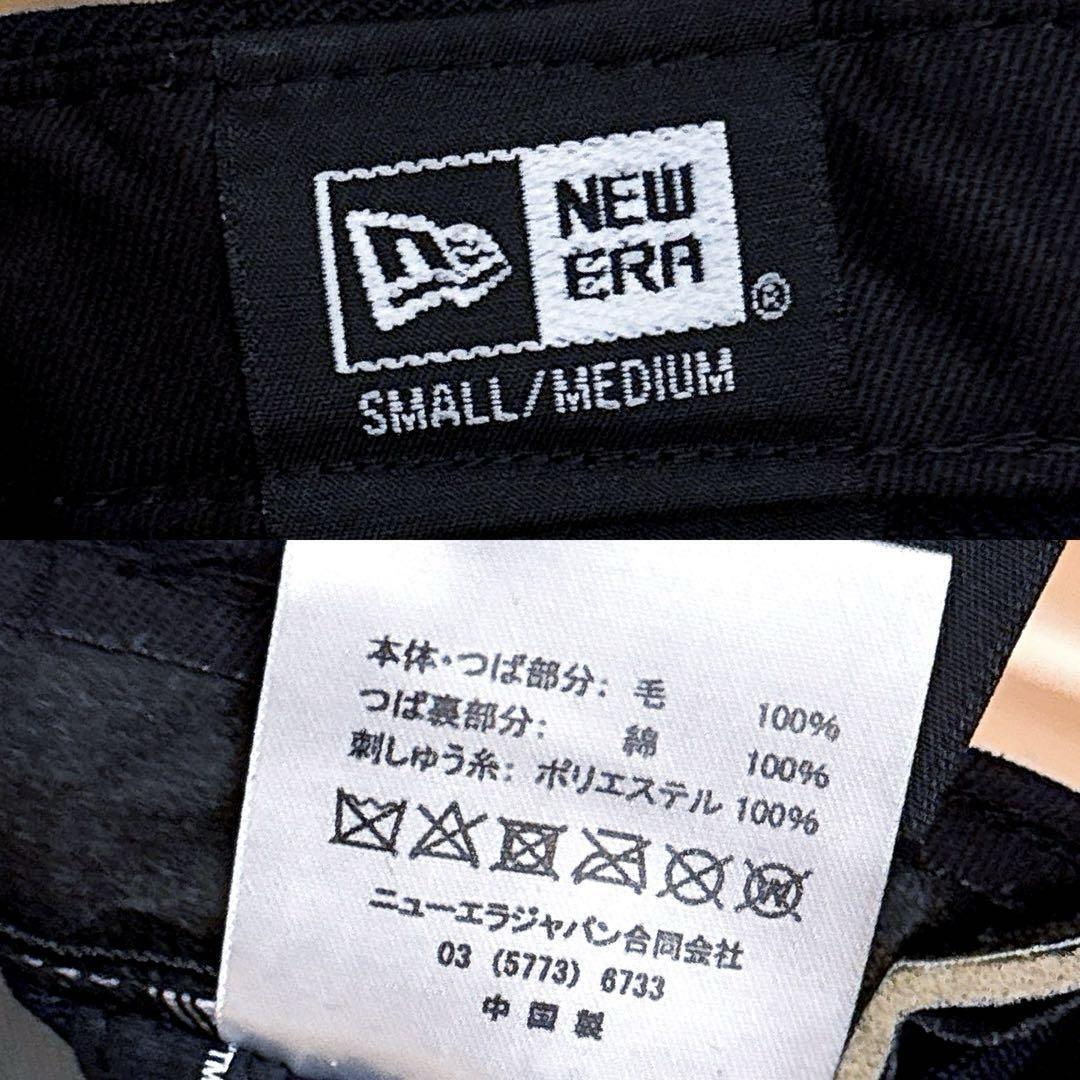 NEW
ERA
®
SMALL/MEDIUM
本体・つば部分: 毛 100%
つば裏部分: 綿 100%
刺しゅう糸: ポリエステル 100%
W
ニューエラジャパン合同会社
03 (5773) 6733
中国製
TM